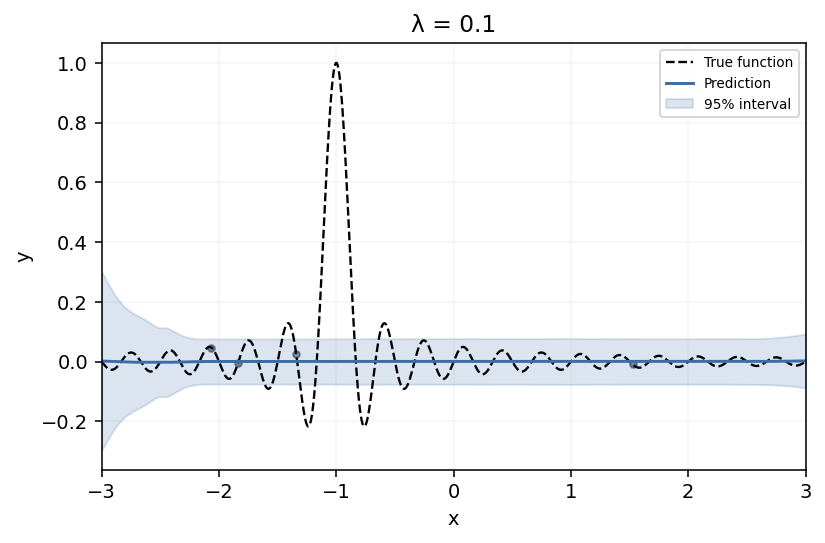 λ = 0.1
True function
Prediction
95% interval
y
1.0
0.8
0.6
0.4
0.2
0.0
−0.2
−3 −2 −1 0 1 2 3
x